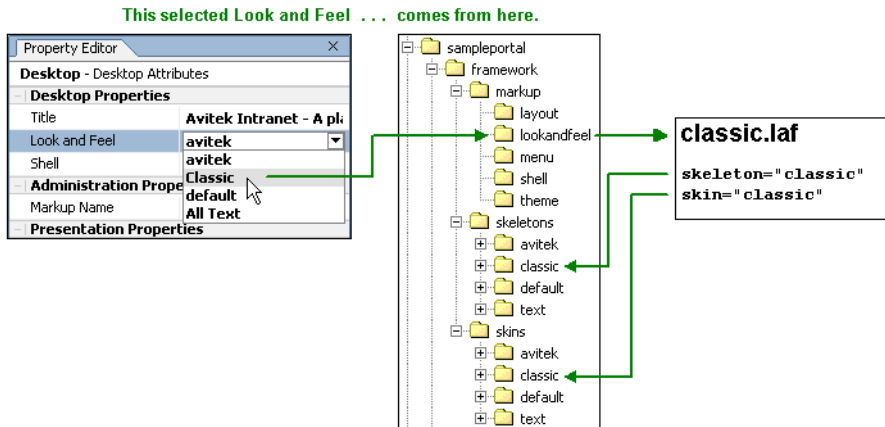 This selected Look and Feel . . . comes from here.
Property Editor
Desktop - Desktop Attributes
Desktop Properties
Title Avitek Intranet - A pla
Look and Feel avitek
avitek
Shell
Classic
Administration Prope
default
Markup Name
All Text
Presentation Properties
sampleportal
framework
markup
layout
lookandfeel
menu
shell
theme
skeletons
avitek
classic
default
text
skins
avitek
classic
default
text
classic.laf
skeleton="classic"
skin="classic"